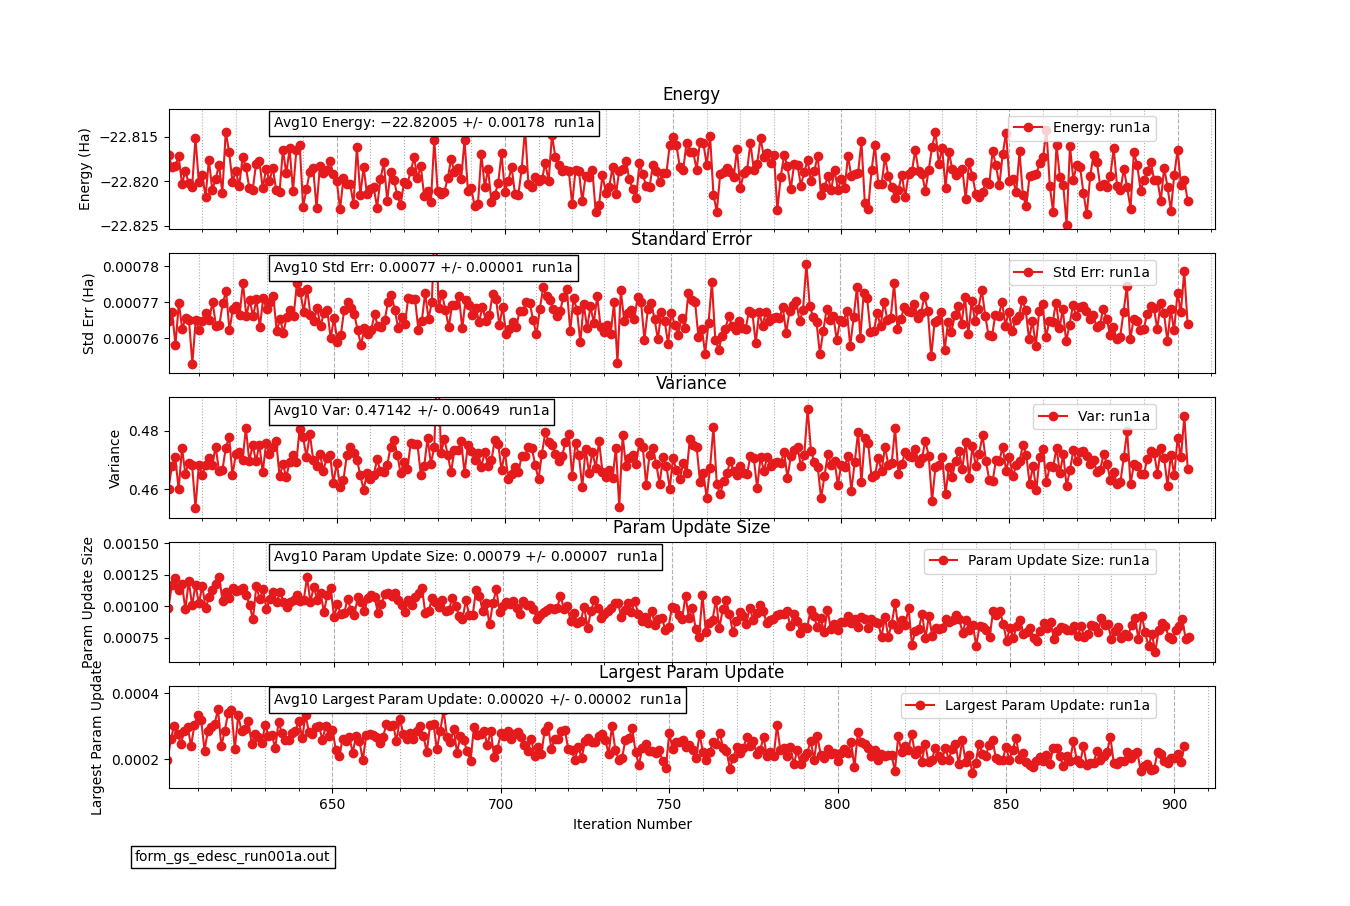 Energy
Avg10 Energy: −22.82005 +/- 0.00178 run1a
Energy: run1a
Energy (Ha)
−22.815
−22.820
−22.825
Standard Error
Avg10 Std Err: 0.00077 +/- 0.00001 run1a
Std Err: run1a
Std Err (Ha)
0.00078
0.00077
0.00076
Variance
Avg10 Var: 0.47142 +/- 0.00649 run1a
Var: run1a
Variance
0.48
0.46
Param Update Size
Avg10 Param Update Size: 0.00079 +/- 0.00007 run1a
Param Update Size: run1a
Param Update Size
0.00150
0.00125
0.00100
0.00075
Largest Param Update
Avg10 Largest Param Update: 0.00020 +/- 0.00002 run1a
Largest Param Update: run1a
Largest Param Update
0.0004
0.0002
650
700
750
800
850
900
Iteration Number
form_gs_edesc_run001a.out